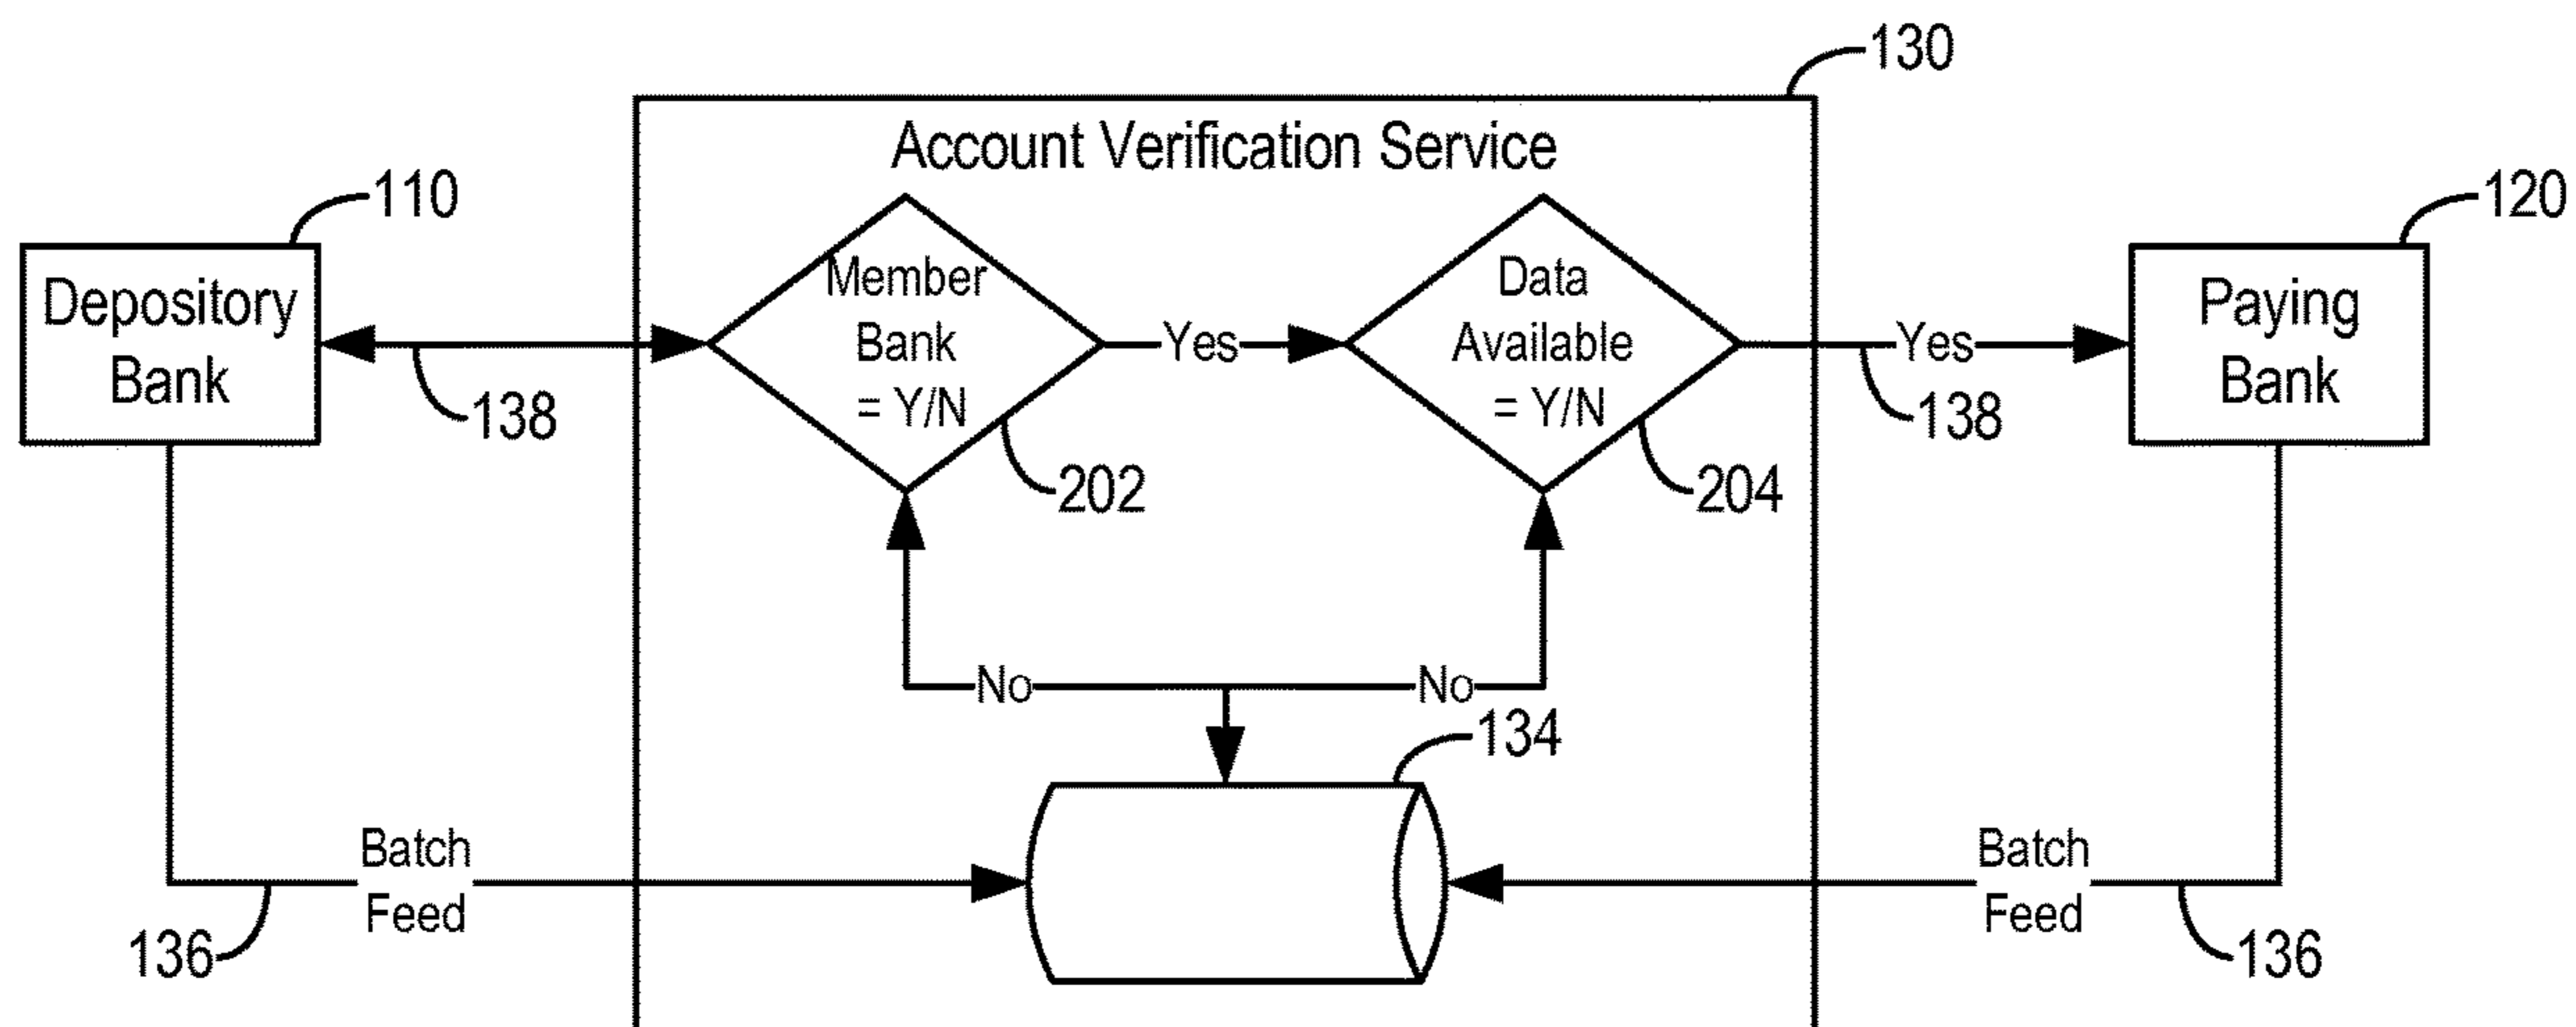 130
Account Verification Service
110
120
Depository
Bank
Member
Bank
= Y/N
Yes
Data
Available
= Y/N
Yes
Paying
Bank
138
138
202
204
No
No
134
Batch
Feed
Batch
Feed
136
136